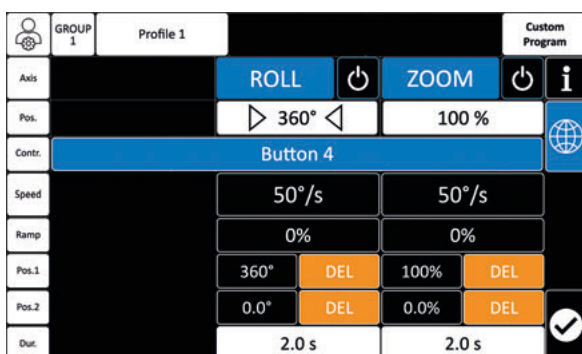 GROUP 1 Profile 1 Custom Program
Axis ROLL ZOOM i
Pos. 360° 100 %
Contr. Button 4
Speed 50°/s 50°/s
Ramp 0% 0%
Pos.1 360° DEL 100% DEL
Pos.2 0.0° DEL 0.0% DEL
Dur. 2.0 s 2.0 s